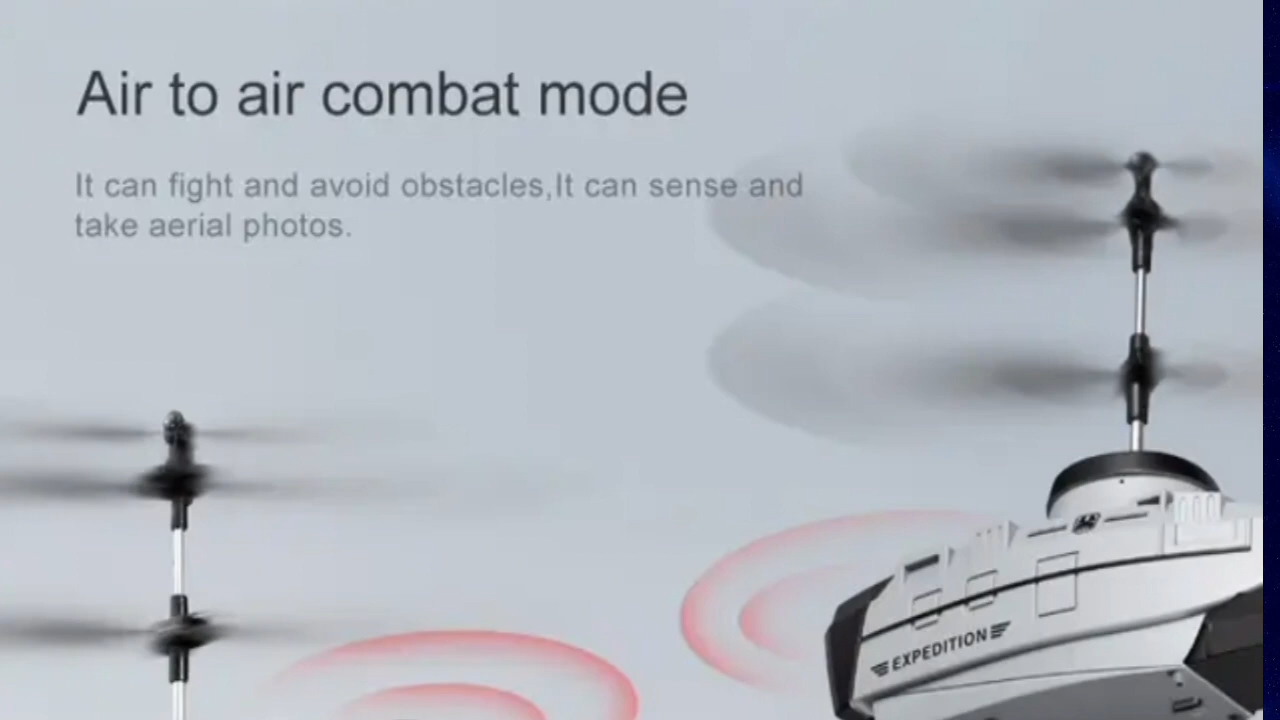 Air to air combat mode
It can fight and avoid obstacles,It can sense and
take aerial photos.
EXPEDITION